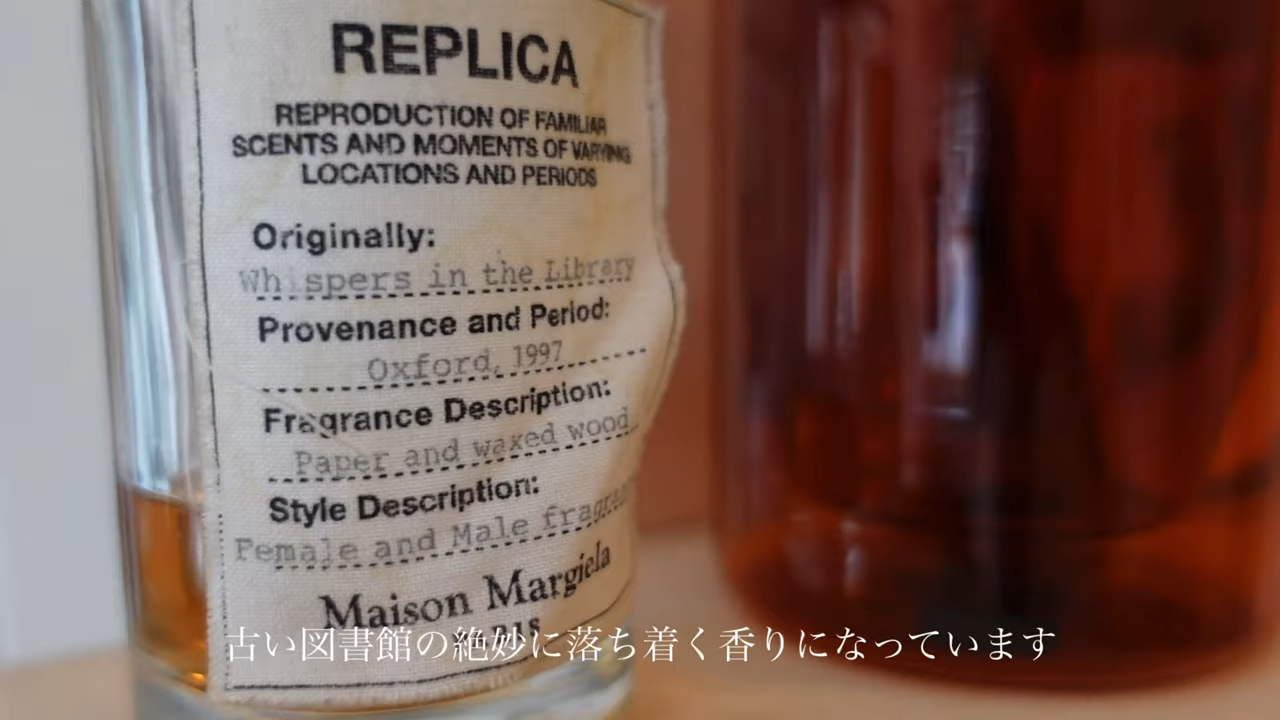 REPLICA
REPRODUCTION OF FAMILIAR
SCENTS AND MOMENTS OF VARYING
LOCATIONS AND PERIODS
Originally:
Whispers in the Library
Provenance and Period:
Oxford, 1997
Fragrance Description:
Paper and waxed wood
Style Description:
Female and Male
Maison Margiela
古い図書館の絶妙に落ち着く香りになっています